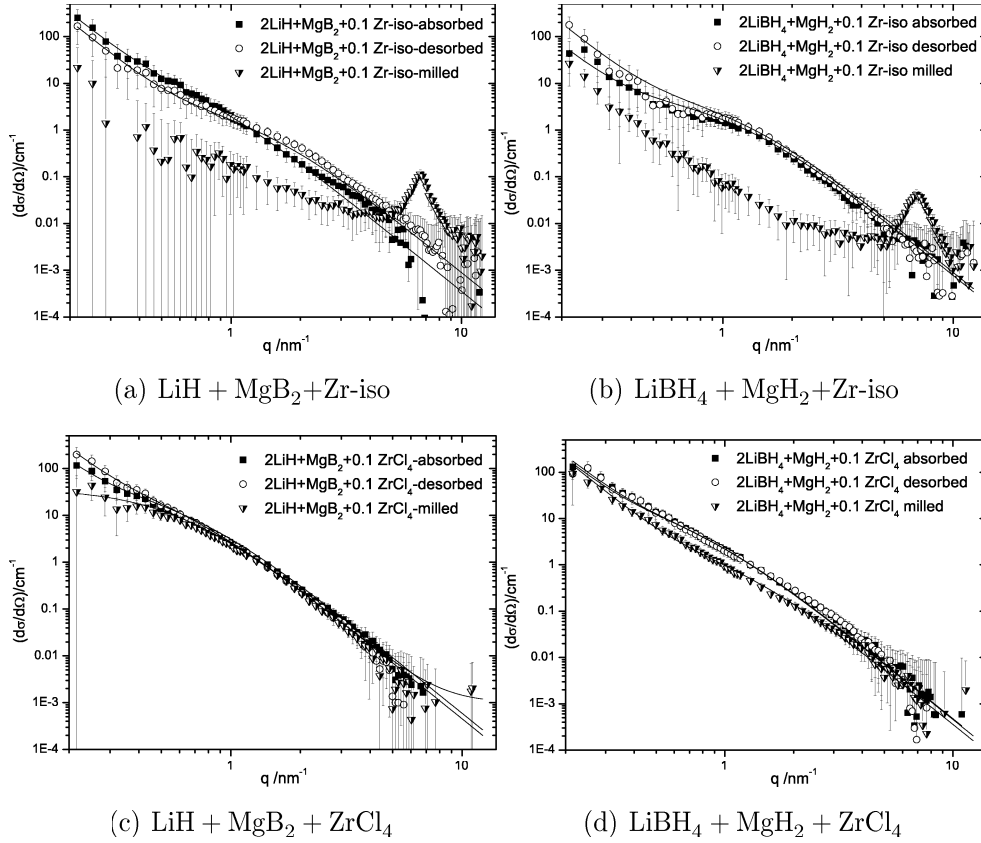 2LiH+MgB₂+0.1 Zr-iso-absorbed
2LiH+MgB₂+0.1 Zr-iso-desorbed
2LiH+MgB₂+0.1 Zr-iso-milled
(dσ/dΩ)/cm⁻¹
100
10
1
0.1
0.01
1E-3
1E-4
1
10
q /nm⁻¹
(a) LiH + MgB₂+Zr-iso
2LiBH₄+MgH₂+0.1 Zr-iso absorbed
2LiBH₄+MgH₂+0.1 Zr-iso desorbed
2LiBH₄+MgH₂+0.1 Zr-iso milled
(dσ/dΩ)/cm⁻¹
100
10
1
0.1
0.01
1E-3
1E-4
1
10
q /nm⁻¹
(b) LiBH₄ + MgH₂+Zr-iso
2LiH+MgB₂+0.1 ZrCl₄-absorbed
2LiH+MgB₂+0.1 ZrCl₄-desorbed
2LiH+MgB₂+0.1 ZrCl₄-milled
(dσ/dΩ)/cm⁻¹
100
10
1
0.1
0.01
1E-3
1E-4
1
10
q /nm⁻¹
(c) LiH + MgB₂ + ZrCl₄
2LiBH₄+MgH₂+0.1 ZrCl₄ absorbed
2LiBH₄+MgH₂+0.1 ZrCl₄ desorbed
2LiBH₄+MgH₂+0.1 ZrCl₄ milled
(dσ/dΩ)/cm⁻¹
100
10
1
0.1
0.01
1E-3
1E-4
1
10
q /nm⁻¹
(d) LiBH₄ + MgH₂ + ZrCl₄